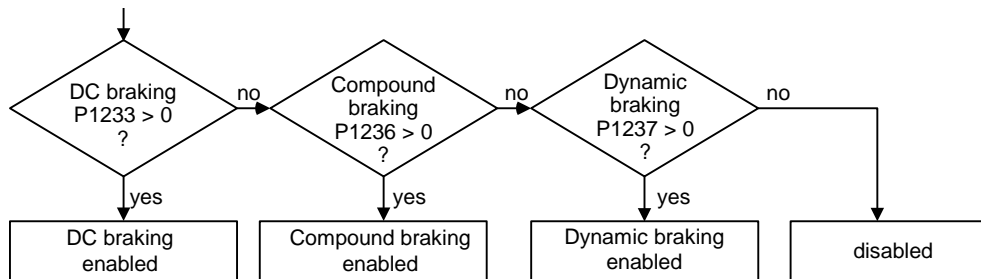 DC braking
P1233 > 0
?
no
Compound
braking
P1236 > 0
?
no
Dynamic
braking
P1237 > 0
?
no
yes
yes
yes
DC braking
enabled
Compound braking
enabled
Dynamic braking
enabled
disabled